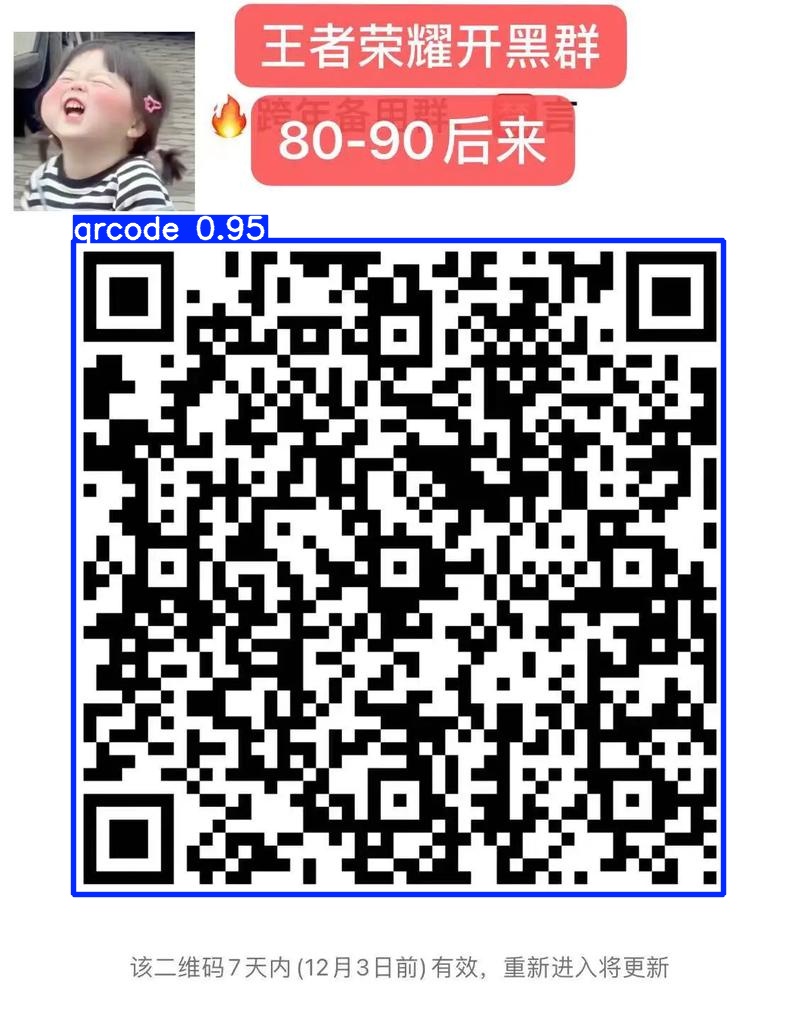 王者荣耀开黑群
🔥跨年备用群
80-90后来
qrcode 0.95
该二维码7天内(12月3日前)有效，重新进入将更新